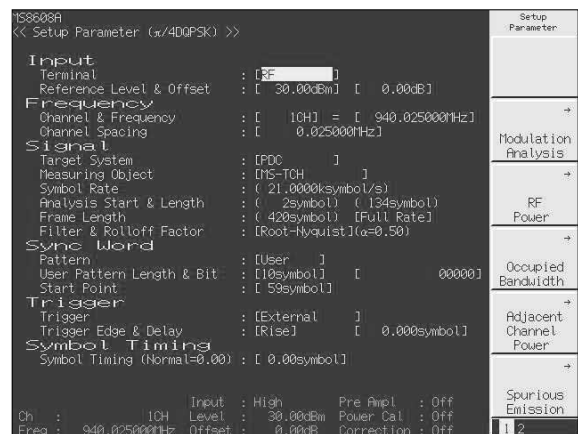 MS8608A
<< Setup Parameter (π/4DQPSK) >>
Input
Terminal : [RF ]
Reference Level & Offset : [ 30.00dBm] [ 0.00dB]
Frequency
Channel & Frequency : [ 1CH] = [ 940.025000MHz]
Channel Spacing : [ 0.025000MHz]
Signal
Target System : [PDC ]
Measuring Object : [MS-TCH ]
Symbol Rate : ( 21.0000ksymbol/s)
Analysis Start & Length : ( 2symbol) ( 134symbol)
Frame Length : ( 420symbol) [Full Rate]
Filter & Rolloff Factor : [Root-Nyquist](α=0.50)
Sync Word
Pattern : [User ]
User Pattern Length & Bit : [10symbol] [ 00000]
Start Point : [ 59symbol]
Trigger
Trigger : [External ]
Trigger Edge & Delay : [Rise] [ 0.000symbol]
Symbol Timing
Symbol Timing (Normal=0.00) : [ 0.00symbol]
Input : High Pre Ampl : Off
Ch : 1CH Level : 30.00dBm Power Cal : Off
Freq : 940.025000MHz Offset : 0.00dB Correction : Off
Setup
Parameter
→
Modulation
Analysis
→
RF
Power
→
Occupied
Bandwidth
→
Adjacent
Channel
Power
→
Spurious
Emission
1 2